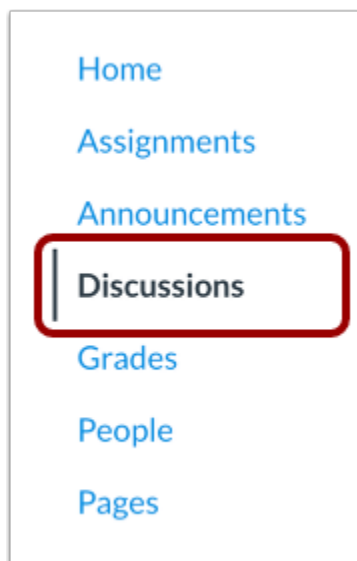 Home
Assignments
Announcements
Discussions
Grades
People
Pages